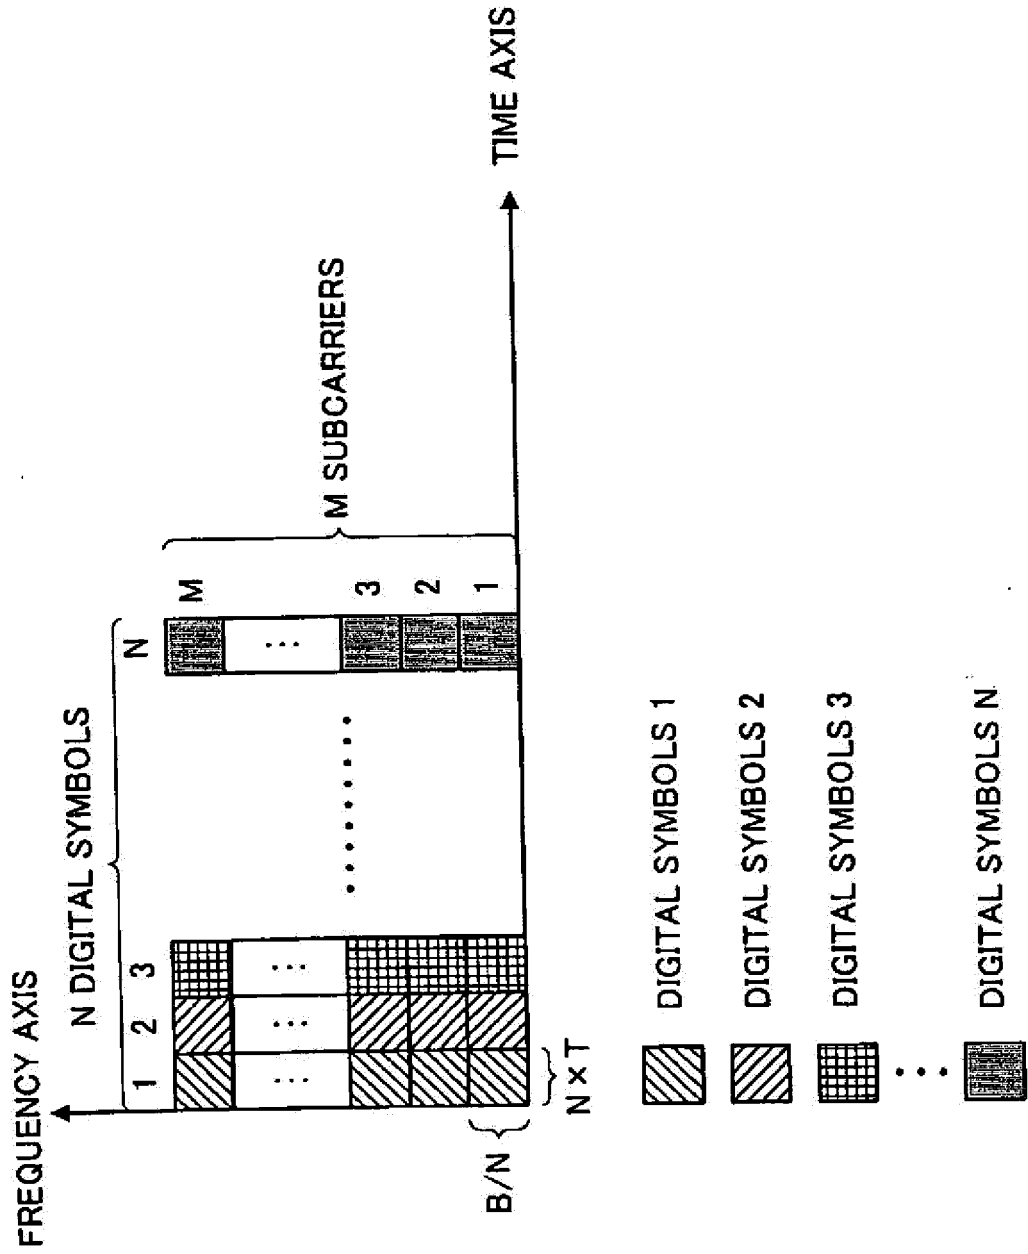 FREQUENCY AXIS
N DIGITAL SYMBOLS
1 2 3 N
M
3
2
1
M SUBCARRIERS
B/N
N×T
TIME AXIS
DIGITAL SYMBOLS 1
DIGITAL SYMBOLS 2
DIGITAL SYMBOLS 3
DIGITAL SYMBOLS N